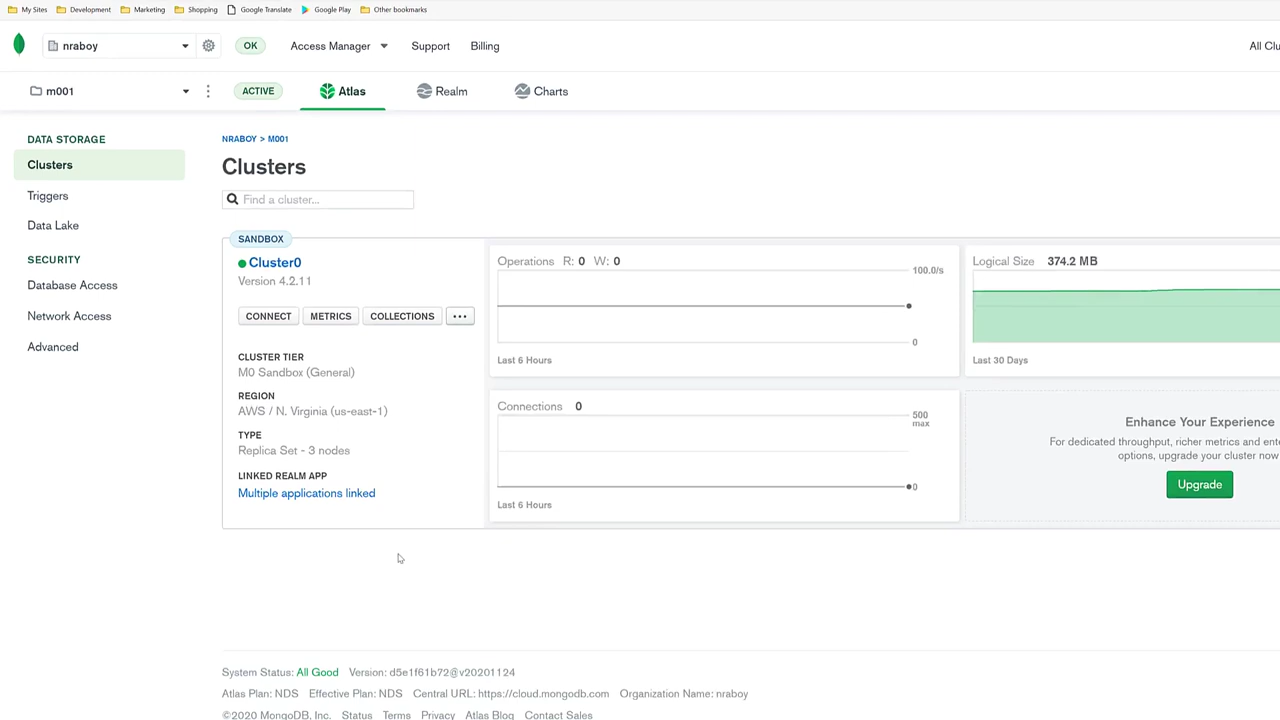 My Sites Development Marketing Shopping Google Translate Google Play Other bookmarks
nraboy OK Access Manager Support Billing All Clu
m001 ACTIVE Atlas Realm Charts
DATA STORAGE
Clusters
Triggers
Data Lake
SECURITY
Database Access
Network Access
Advanced
NRABOY > M001
Clusters
Find a cluster...
SANDBOX
Cluster0
Version 4.2.11
CONNECT METRICS COLLECTIONS ...
CLUSTER TIER
M0 Sandbox (General)
REGION
AWS / N. Virginia (us-east-1)
TYPE
Replica Set - 3 nodes
LINKED REALM APP
Multiple applications linked
Operations R: 0 W: 0
100.0/s
0
Last 6 Hours
Logical Size 374.2 MB
Last 30 Days
Connections 0
500
max
0
Last 6 Hours
Enhance Your Experience
For dedicated throughput, richer metrics and ente
options, upgrade your cluster now
Upgrade
System Status: All Good Version: d5e1f61b72@v20201124
Atlas Plan: NDS Effective Plan: NDS Central URL: https://cloud.mongodb.com Organization Name: nraboy
©2020 MongoDB, Inc. Status Terms Privacy Atlas Blog Contact Sales